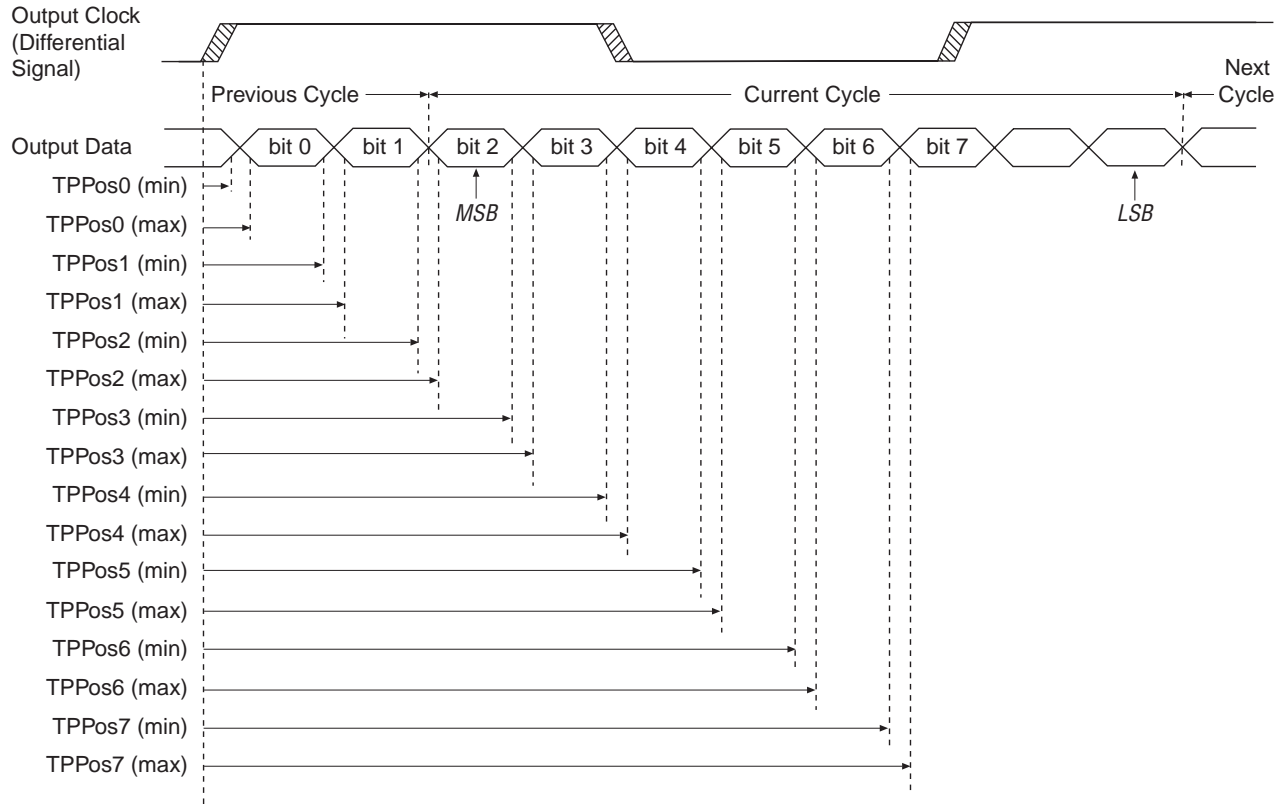 Output Clock
(Differential
Signal)
Previous Cycle
Current Cycle
Next
Cycle
Output Data
bit 0
bit 1
bit 2
bit 3
bit 4
bit 5
bit 6
bit 7
MSB
LSB
TPPos0 (min)
TPPos0 (max)
TPPos1 (min)
TPPos1 (max)
TPPos2 (min)
TPPos2 (max)
TPPos3 (min)
TPPos3 (max)
TPPos4 (min)
TPPos4 (max)
TPPos5 (min)
TPPos5 (max)
TPPos6 (min)
TPPos6 (max)
TPPos7 (min)
TPPos7 (max)